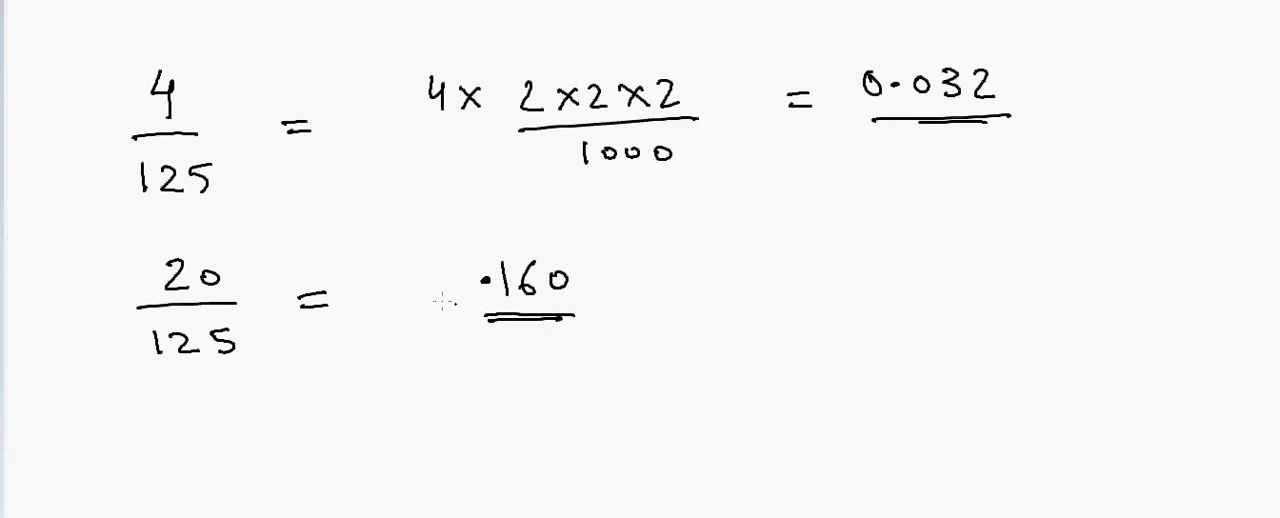 4/125 = 4 × 2×2×2/1000 = 0.032
20/125 = .160